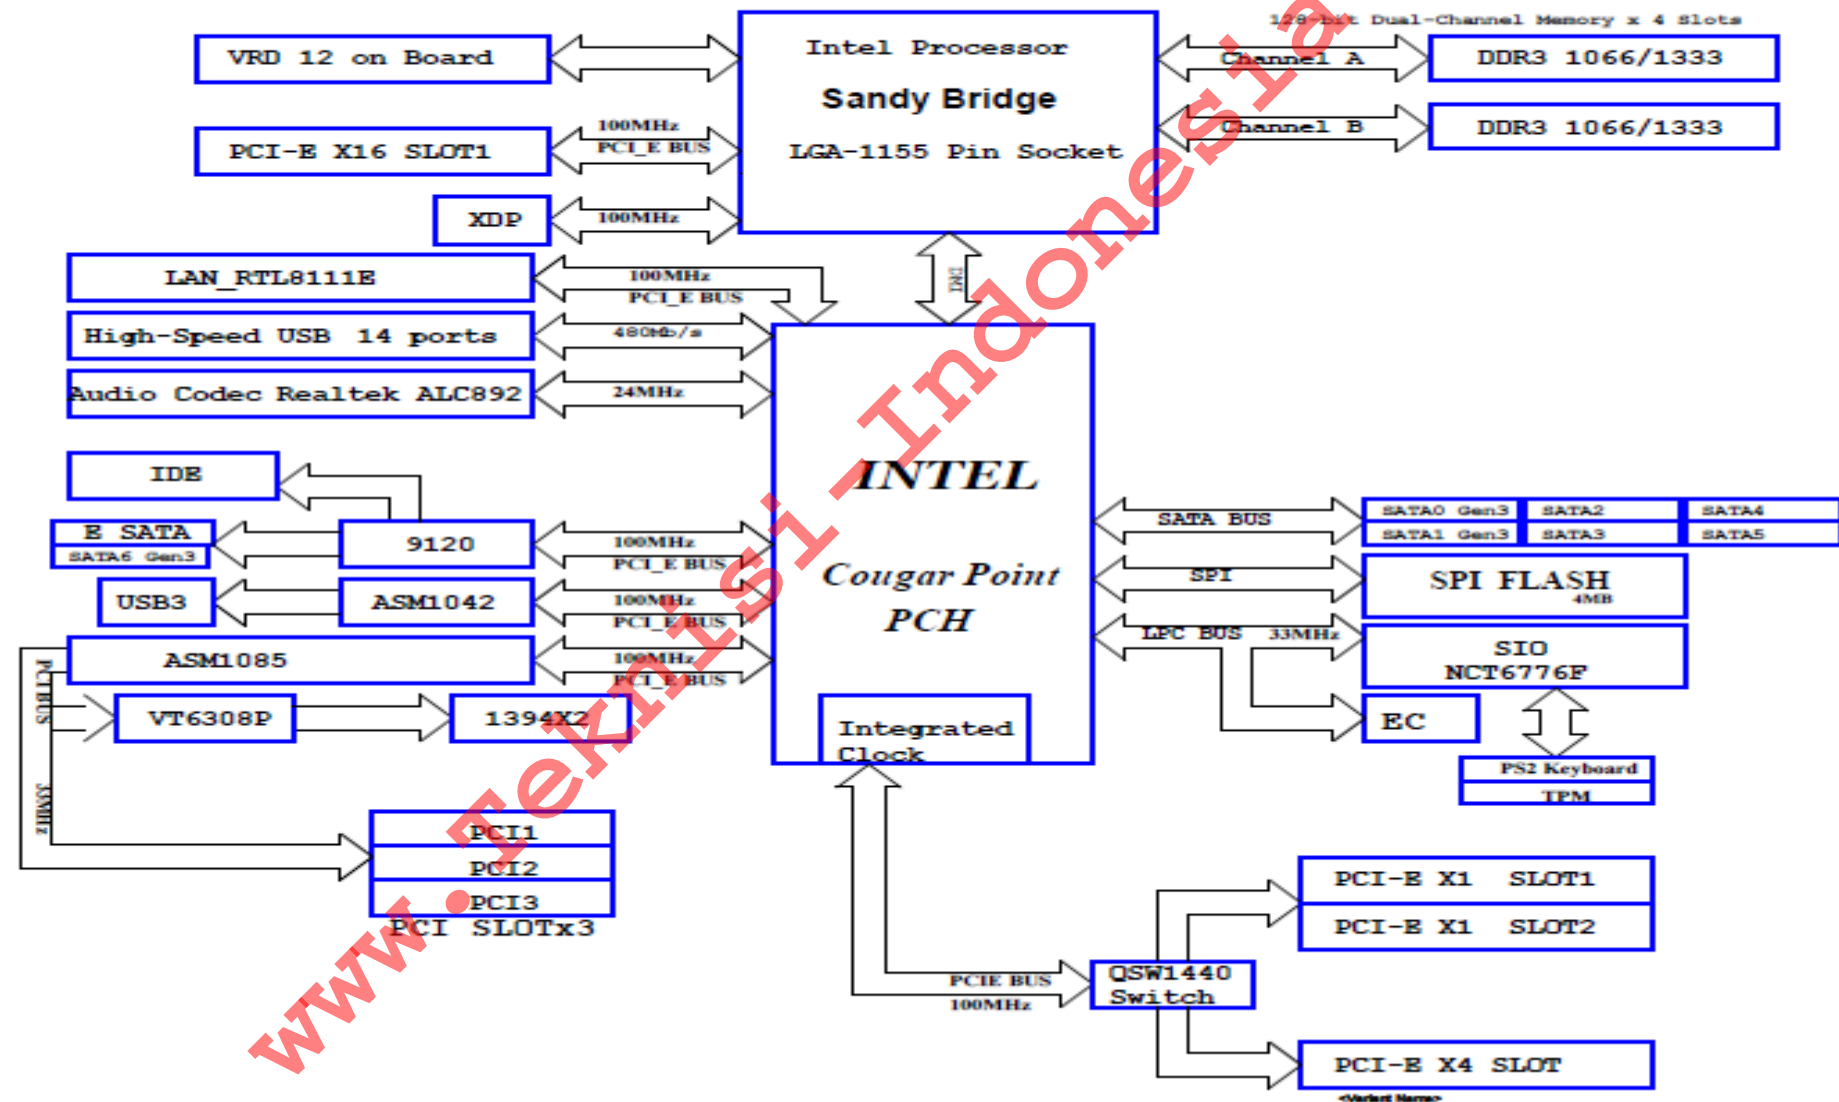 128-bit Dual-Channel Memory x 4 Slots
VRD 12 on Board
Intel Processor
Sandy Bridge
LGA-1155 Pin Socket
Channel A
DDR3 1066/1333
Channel B
DDR3 1066/1333
100MHz
PCI_E BUS
PCI-E X16 SLOT1
XDP
100MHz
DMI
LAN_RTL8111E
100MHz
PCI_E BUS
High-Speed USB 14 ports
480Mb/s
Audio Codec Realtek ALC892
24MHz
INTEL
Cougar Point
PCH
Integrated
Clock
IDE
E SATA
SATA6 Gen3
9120
100MHz
PCI_E BUS
USB3
ASM1042
100MHz
PCI_E BUS
ASM1085
100MHz
PCI_E BUS
PCI BUS
33MHz
VT6308P
1394X2
PCI1
PCI2
PCI3
PCI SLOTx3
SATA BUS
SATA0 Gen3
SATA2
SATA4
SATA1 Gen3
SATA3
SATA5
SPI
SPI FLASH
4MB
LPC BUS 33MHz
SIO
NCT6776F
EC
PS2 Keyboard
TPM
PCIE BUS
100MHz
QSW1440
Switch
PCI-E X1 SLOT1
PCI-E X1 SLOT2
PCI-E X4 SLOT
<Variant Name>
www.Teknisi-Indonesia